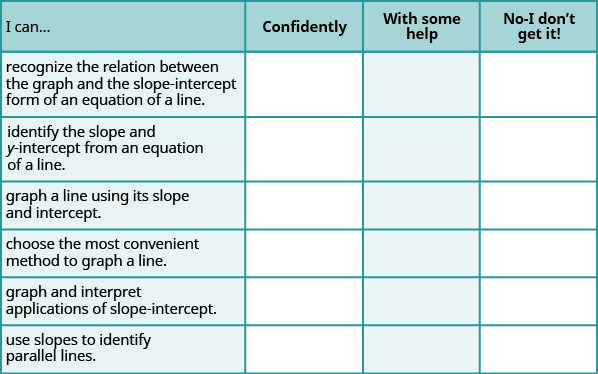 I can...
Confidently
With some
help
No-I don't
get it!
recognize the relation between
the graph and the slope-intercept
form of an equation of a line.
identify the slope and
y-intercept from an equation
of a line.
graph a line using its slope
and intercept.
choose the most convenient
method to graph a line.
graph and interpret
applications of slope-intercept.
use slopes to identify
parallel lines.